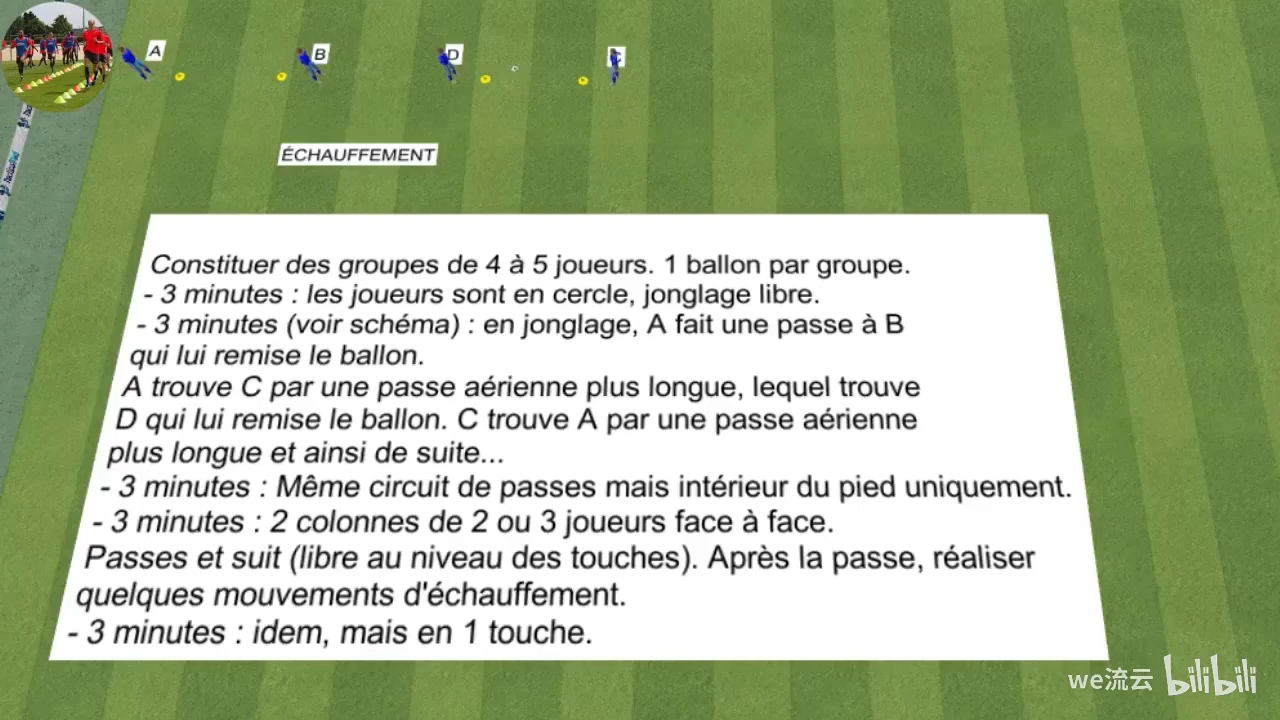 A
B
D
C
ÉCHAUFFEMENT
Constituer des groupes de 4 à 5 joueurs. 1 ballon par groupe.
- 3 minutes : les joueurs sont en cercle, jonglage libre.
- 3 minutes (voir schéma) : en jonglage, A fait une passe à B
qui lui remise le ballon.
A trouve C par une passe aérienne plus longue, lequel trouve
D qui lui remise le ballon. C trouve A par une passe aérienne
plus longue et ainsi de suite...
- 3 minutes : Même circuit de passes mais intérieur du pied uniquement.
- 3 minutes : 2 colonnes de 2 ou 3 joueurs face à face.
Passes et suit (libre au niveau des touches). Après la passe, réaliser
quelques mouvements d'échauffement.
- 3 minutes : idem, mais en 1 touche.
we流云 bilibili